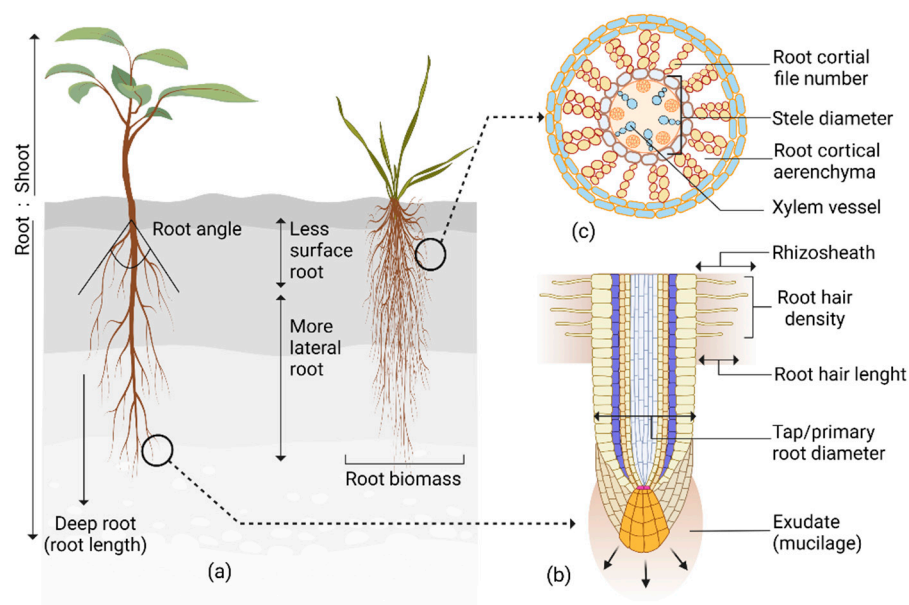 Root : Shoot
Root angle
Less
surface
root
More
lateral
root
Deep root
(root length)
Root biomass
(a)
Root cortial
file number
Stele diameter
Root cortical
aerenchyma
Xylem vessel
(c)
Rhizosheath
Root hair
density
Root hair lenght
Tap/primary
root diameter
Exudate
(mucilage)
(b)